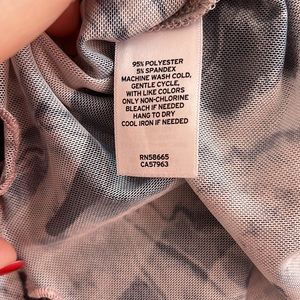 95% POLYESTER
5% SPANDEX
MACHINE WASH COLD,
GENTLE CYCLE,
WITH LIKE COLORS
ONLY NON-CHLORINE
BLEACH IF NEEDED
HANG TO DRY
COOL IRON IF NEEDED
RN58665
CA57963